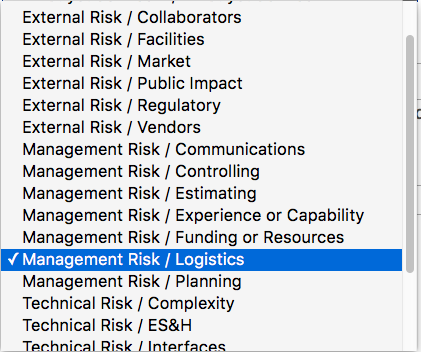 External Risk / Collaborators
External Risk / Facilities
External Risk / Market
External Risk / Public Impact
External Risk / Regulatory
External Risk / Vendors
Management Risk / Communications
Management Risk / Controlling
Management Risk / Estimating
Management Risk / Experience or Capability
Management Risk / Funding or Resources
✓ Management Risk / Logistics
Management Risk / Planning
Technical Risk / Complexity
Technical Risk / ES&H
Technical Risk / Interfaces